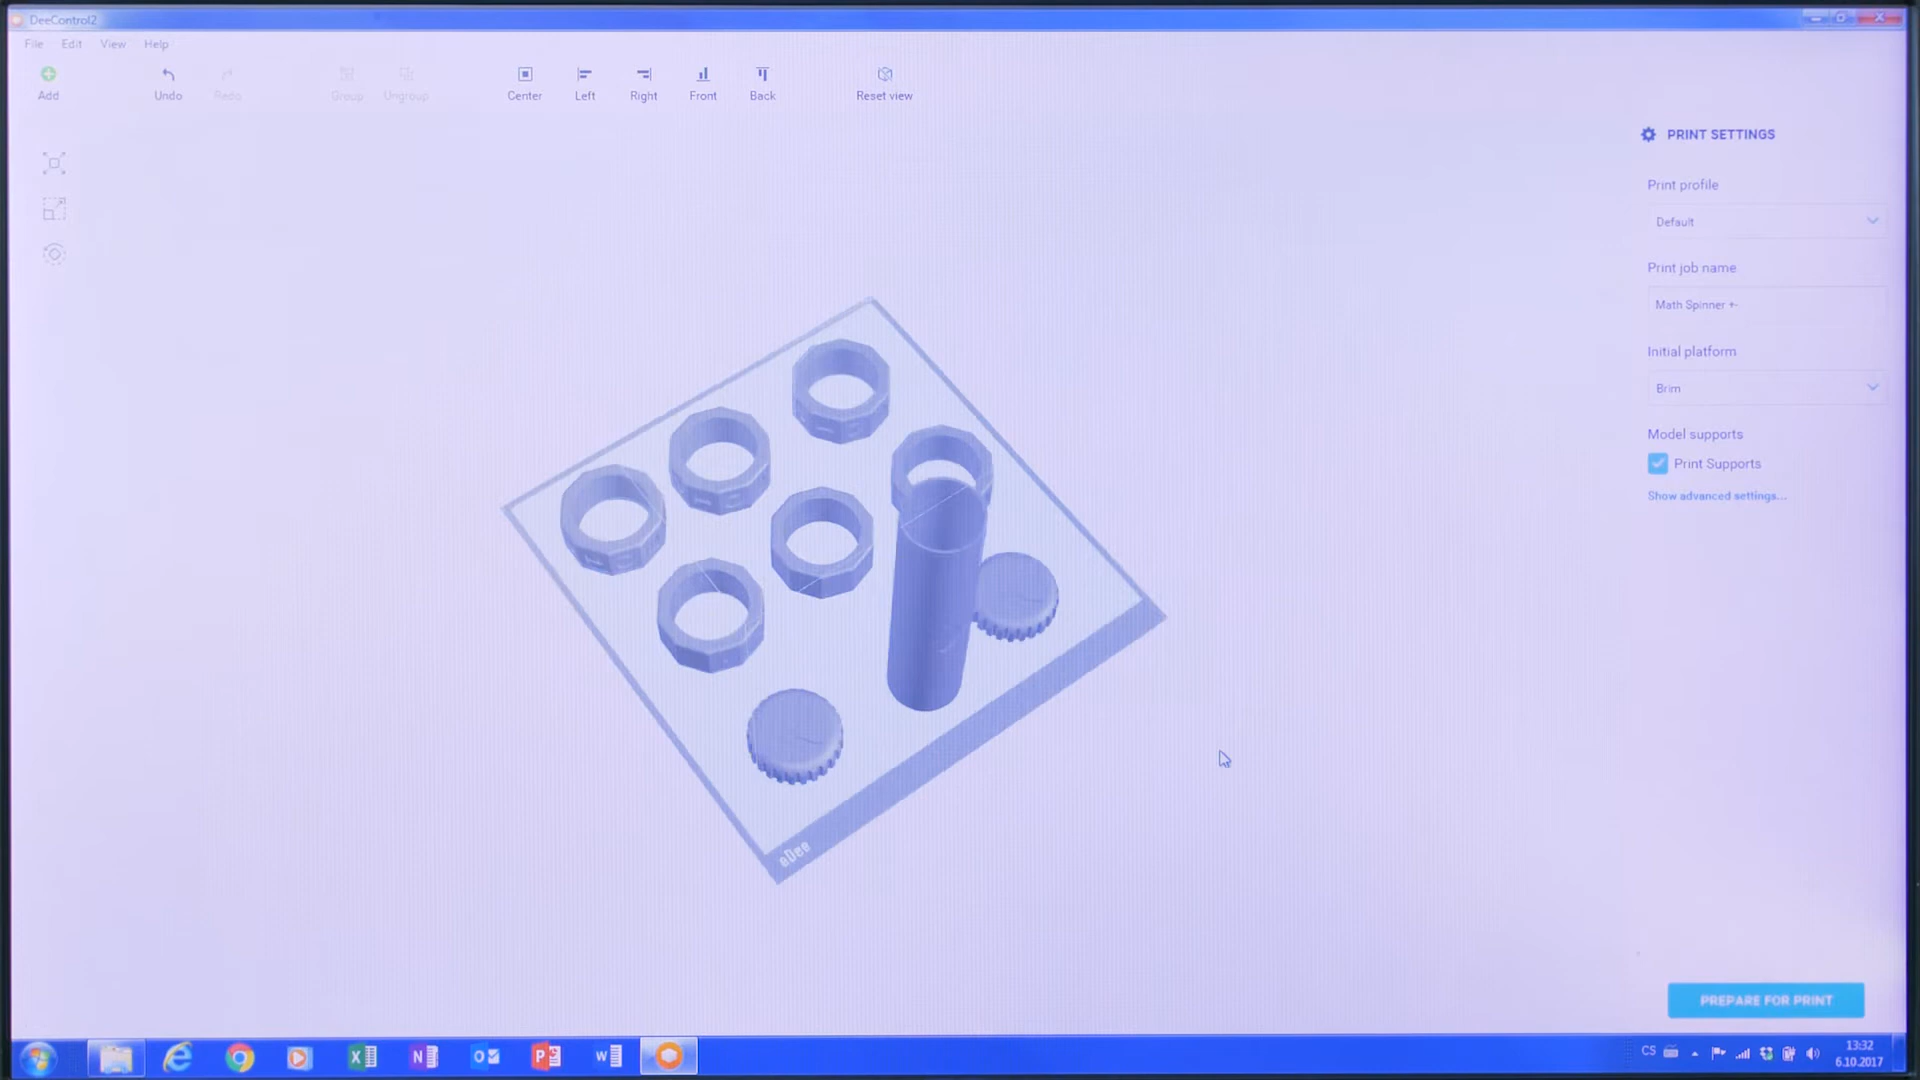 DeeControl2
File Edit View Help
Add Undo Redo Group Ungroup Center Left Right Front Back Reset view
PRINT SETTINGS
Print profile
Default
Print job name
Math Spinner +-
Initial platform
Brim
Model supports
Print Supports
Show advanced settings...
eDee
PREPARE FOR PRINT
CS
13:32
6.10.2017